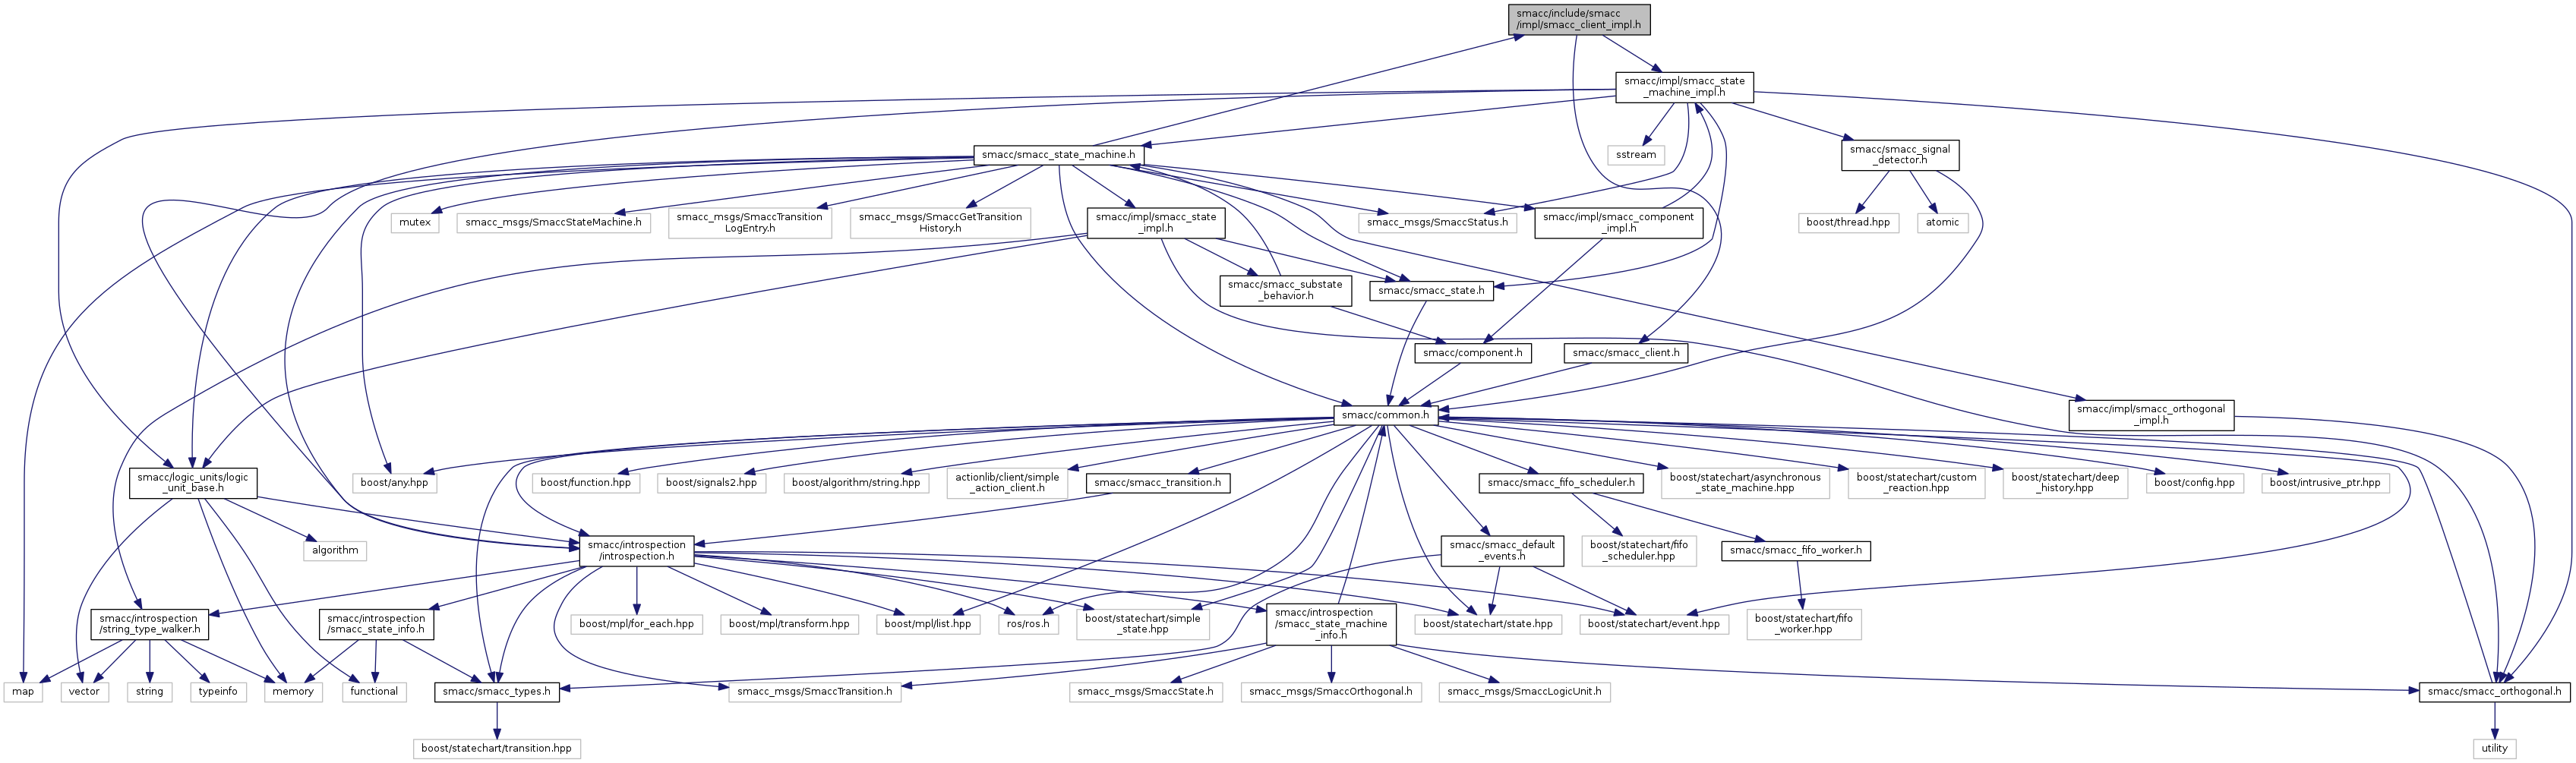 smacc/include/smacc
/impl/smacc_client_impl.h
smacc/impl/smacc_state
_machine_impl.h
smacc/smacc_state_machine.h
sstream
smacc/smacc_signal
_detector.h
mutex
smacc_msgs/SmaccStateMachine.h
smacc_msgs/SmaccTransition
LogEntry.h
smacc_msgs/SmaccGetTransition
History.h
smacc/impl/smacc_state
_impl.h
smacc_msgs/SmaccStatus.h
smacc/impl/smacc_component
_impl.h
boost/thread.hpp
atomic
smacc/smacc_substate
_behavior.h
smacc/smacc_state.h
smacc/component.h
smacc/smacc_client.h
smacc/common.h
smacc/impl/smacc_orthogonal
_impl.h
smacc/logic_units/logic
_unit_base.h
boost/any.hpp
boost/function.hpp
boost/signals2.hpp
boost/algorithm/string.hpp
actionlib/client/simple
_action_client.h
smacc/smacc_transition.h
smacc/smacc_fifo_scheduler.h
boost/statechart/asynchronous
_state_machine.hpp
boost/statechart/custom
_reaction.hpp
boost/statechart/deep
_history.hpp
boost/config.hpp
boost/intrusive_ptr.hpp
algorithm
smacc/introspection
/introspection.h
smacc/smacc_default
_events.h
boost/statechart/fifo
_scheduler.hpp
smacc/smacc_fifo_worker.h
smacc/introspection
/string_type_walker.h
smacc/introspection
/smacc_state_info.h
boost/mpl/for_each.hpp
boost/mpl/transform.hpp
boost/mpl/list.hpp
ros/ros.h
boost/statechart/simple
_state.hpp
smacc/introspection
/smacc_state_machine
_info.h
boost/statechart/state.hpp
boost/statechart/event.hpp
boost/statechart/fifo
_worker.hpp
map
vector
string
typeinfo
memory
functional
smacc/smacc_types.h
smacc_msgs/SmaccTransition.h
smacc_msgs/SmaccState.h
smacc_msgs/SmaccOrthogonal.h
smacc_msgs/SmaccLogicUnit.h
smacc/smacc_orthogonal.h
boost/statechart/transition.hpp
utility